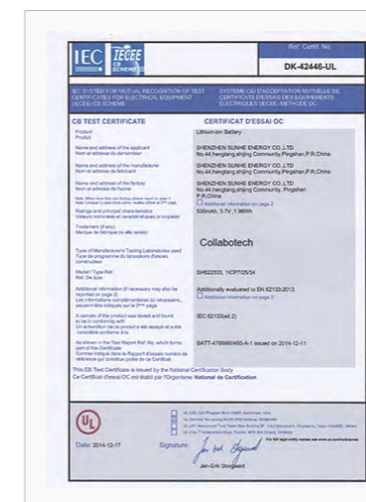 IEC IECEE CB SCHEME
Ref. Certif. No.
DK-42446-UL
IEC SYSTEM FOR MUTUAL RECOGNITION OF TEST
CERTIFICATES FOR ELECTRICAL EQUIPMENT
(IECEE) CB SCHEME
SYSTEME CEI D'ACCEPTATION MUTUELLE DE
CERTIFICATS D'ESSAIS DES EQUIPEMENTS
ELECTRIQUES (IECEE) METHODE OC
CB TEST CERTIFICATE
CERTIFICAT D'ESSAI OC
Product
Produit
Lithium-ion Battery
Name and address of the applicant
Nom et adresse du demandeur
SHENZHEN SUNHE ENERGY CO.,LTD
No.44,henglang,shijing Community,Pingshan,P.R.China
Name and address of the manufacturer
Nom et adresse du fabricant
SHENZHEN SUNHE ENERGY CO.,LTD
No.44,henglang,shijing Community,Pingshan,P.R.China
Name and address of the factory
Nom et adresse de l'usine
SHENZHEN SUNHE ENERGY CO.,LTD
No.44,henglang,shijing Community, Pingshan
P.R.China
Additional information on page 2
Ratings and principal characteristics
Valeurs nominales et caractéristiques principales
530mAh, 3.7V ,1.96Wh
Trademark (if any)
Marque de fabrique (si elle existe)
Collabotech
Type of Manufacturer's Testing Laboratories used
Type de programme du laboratoire d'essais
constructeur
Model / Type Ref.
Ref. De type
SH622533, 1ICP7/25/34
Additional information (if necessary may also be
reported on page 2)
Les informations complémentaires (si nécessaire,,
peuvent être indiqués sur la 2ème page
Additionally evaluated to EN 62133:2013.
Additional information on page 2
A sample of the product was tested and found
to be in conformity with
Un échantillon de ce produit a été essayé et a été
considéré conforme à la
IEC 62133(ed.2)
As shown in the Test Report Ref. No. which forms
part of this Certificate
Comme indiqué dans le Rapport d'essais numéro de
référence qui constitue partie de ce Certificat
BATT-4786660460-A-1 issued on 2014-12-11
This CB Test Certificate is issued by the National Certification Body
Ce Certificat d'essai OC est établi par l'Organisme National de Certification
UL
Date: 2014-12-17
Signature:
Jan-Erik Storgaard